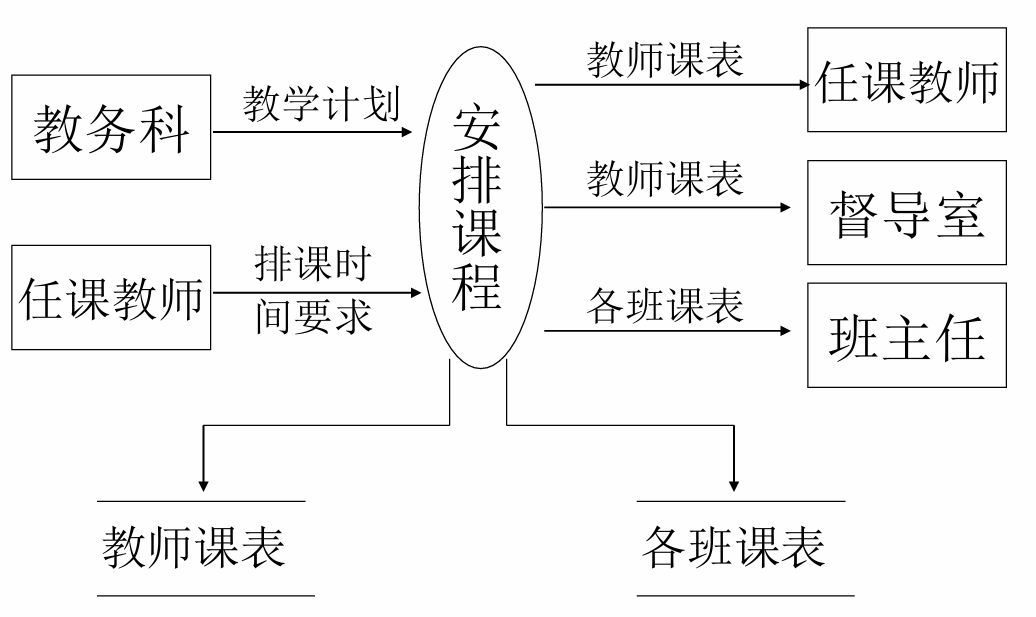 教务科
教学计划
任课教师
排课时
间要求
安排课程
教师课表
任课教师
教师课表
督导室
各班课表
班主任
教师课表
各班课表